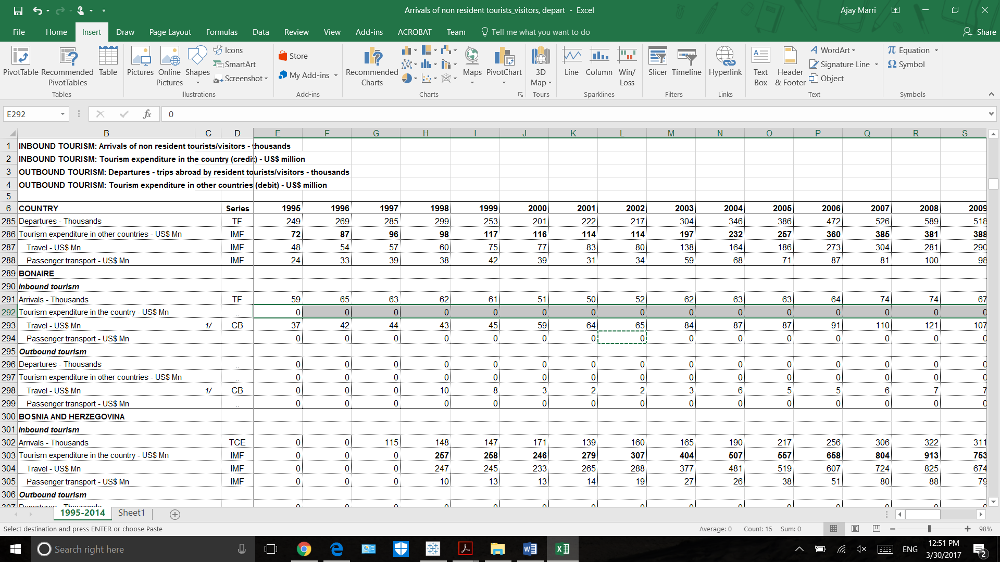 Arrivals of non resident tourists_visitors, depart - Excel
Ajay Marri
File Home Insert Draw Page Layout Formulas Data Review View Add-ins ACROBAT Team Tell me what you want to do Share
PivotTable Recommended PivotTables Table
Tables
Pictures Online Pictures Shapes Icons SmartArt Screenshot
Illustrations
Store
My Add-ins
Add-ins
Recommended Charts Maps PivotChart
Charts
3D Map
Tours
Line Column Win/Loss
Sparklines
Slicer Timeline
Filters
Hyperlink
Links
Text Box Header & Footer WordArt Signature Line Object
Text
Equation
Symbol
Symbols
E292 fx 0
B C D E F G H I J K L M N O P Q R S
1 INBOUND TOURISM: Arrivals of non resident tourists/visitors - thousands
2 INBOUND TOURISM: Tourism expenditure in the country (credit) - US$ million
3 OUTBOUND TOURISM: Departures - trips abroad by resident tourists/visitors - thousands
4 OUTBOUND TOURISM: Tourism expenditure in other countries (debit) - US$ million
5
6 COUNTRY Series 1995 1996 1997 1998 1999 2000 2001 2002 2003 2004 2005 2006 2007 2008 2009
285 Departures - Thousands TF 249 269 285 299 253 201 222 217 304 346 386 472 526 589 518
286 Tourism expenditure in other countries - US$ Mn IMF 72 87 96 98 117 116 114 114 197 232 257 360 385 381 388
287 Travel - US$ Mn IMF 48 54 57 60 75 77 83 80 138 164 186 273 304 281 290
288 Passenger transport - US$ Mn IMF 24 33 39 38 42 39 31 34 59 68 71 87 81 100 98
289 BONAIRE
290 Inbound tourism
291 Arrivals - Thousands TF 59 65 63 62 61 51 50 52 62 63 63 64 74 74 67
292 Tourism expenditure in the country - US$ Mn .. 0 0 0 0 0 0 0 0 0 0 0 0 0 0 0
293 Travel - US$ Mn 1/ CB 37 42 44 43 45 59 64 65 84 87 87 91 110 121 107
294 Passenger transport - US$ Mn 0 0 0 0 0 0 0 0 0 0 0 0 0 0 0
295 Outbound tourism
296 Departures - Thousands .. 0 0 0 0 0 0 0 0 0 0 0 0 0 0 0
297 Tourism expenditure in other countries - US$ Mn .. 0 0 0 0 0 0 0 0 0 0 0 0 0 0 0
298 Travel - US$ Mn 1/ CB 0 0 0 10 8 3 2 2 3 6 5 5 6 7 7
299 Passenger transport - US$ Mn .. 0 0 0 0 0 0 0 0 0 0 0 0 0 0 0
300 BOSNIA AND HERZEGOVINA
301 Inbound tourism
302 Arrivals - Thousands TCE 0 0 115 148 147 171 139 160 165 190 217 256 306 322 311
303 Tourism expenditure in the country - US$ Mn IMF 0 0 0 257 258 246 279 307 404 507 557 658 804 913 753
304 Travel - US$ Mn IMF 0 0 0 247 245 233 265 288 377 481 519 607 724 825 674
305 Passenger transport - US$ Mn IMF 0 0 0 10 13 13 14 19 27 26 38 51 80 88 79
306 Outbound tourism
307 Departures - Thousands 0 0 0 0 0 0 0 0 0 0 0 0 0 0 0
1995-2014 Sheet1
Select destination and press ENTER or choose Paste Average: 0 Count: 15 Sum: 0 98%
Search right here
ENG
12:51 PM
3/30/2017
2